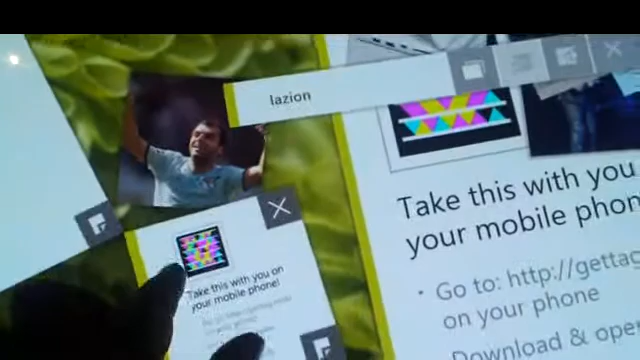 lazion
Take this with you
your mobile phon
Go to: http://gettag
on your phone
Download & ope
Take this with you on
your mobile phone!